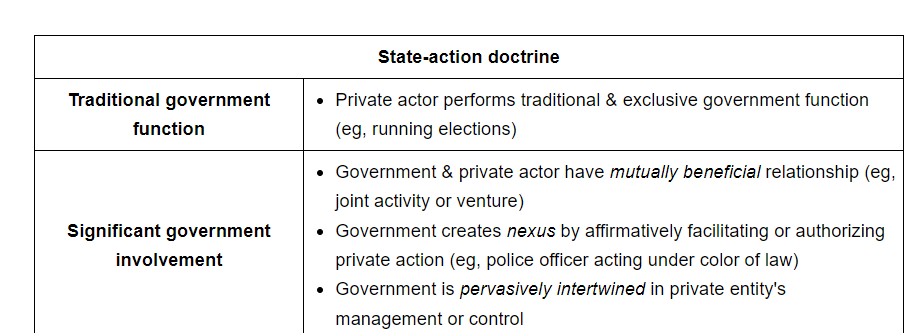 State-action doctrine
Traditional government
function
• Private actor performs traditional & exclusive government function
(eg, running elections)
Significant government
involvement
• Government & private actor have mutually beneficial relationship (eg,
joint activity or venture)
• Government creates nexus by affirmatively facilitating or authorizing
private action (eg, police officer acting under color of law)
• Government is pervasively intertwined in private entity's
management or control